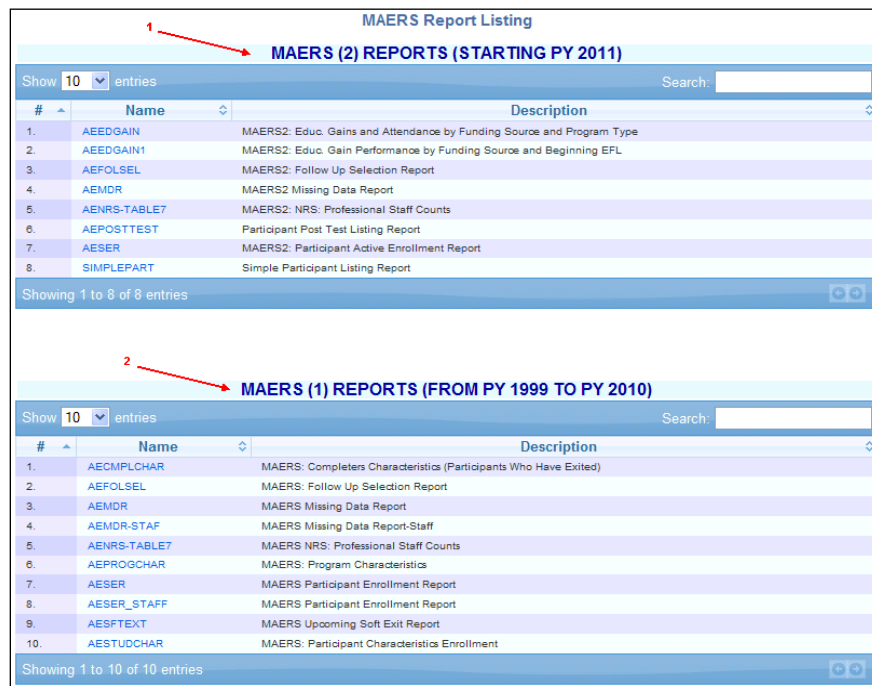 MAERS Report Listing
1
MAERS (2) REPORTS (STARTING PY 2011)
Show 10 entries Search:
# Name Description
1. AEEDGAIN MAERS2: Educ. Gains and Attendance by Funding Source and Program Type
2. AEEDGAIN1 MAERS2: Educ. Gain Performance by Funding Source and Beginning EFL
3. AEFOLSEL MAERS2: Follow Up Selection Report
4. AEMDR MAERS2 Missing Data Report
5. AENRS-TABLE7 MAERS2: NRS: Professional Staff Counts
6. AEPOSTTEST Participant Post Test Listing Report
7. AESER MAERS2: Participant Active Enrollment Report
8. SIMPLEPART Simple Participant Listing Report
Showing 1 to 8 of 8 entries
2
MAERS (1) REPORTS (FROM PY 1999 TO PY 2010)
Show 10 entries Search:
# Name Description
1. AECMPLCHAR MAERS: Completers Characteristics (Participants Who Have Exited)
2. AEFOLSEL MAERS: Follow Up Selection Report
3. AEMDR MAERS Missing Data Report
4. AEMDR-STAF MAERS Missing Data Report-Staff
5. AENRS-TABLE7 MAERS NRS: Professional Staff Counts
6. AEPROGCHAR MAERS: Program Characteristics
7. AESER MAERS Participant Enrollment Report
8. AESER_STAFF MAERS Participant Enrollment Report
9. AESFTEXT MAERS Upcoming Soft Exit Report
10. AESTUDCHAR MAERS: Participant Characteristics Enrollment
Showing 1 to 10 of 10 entries